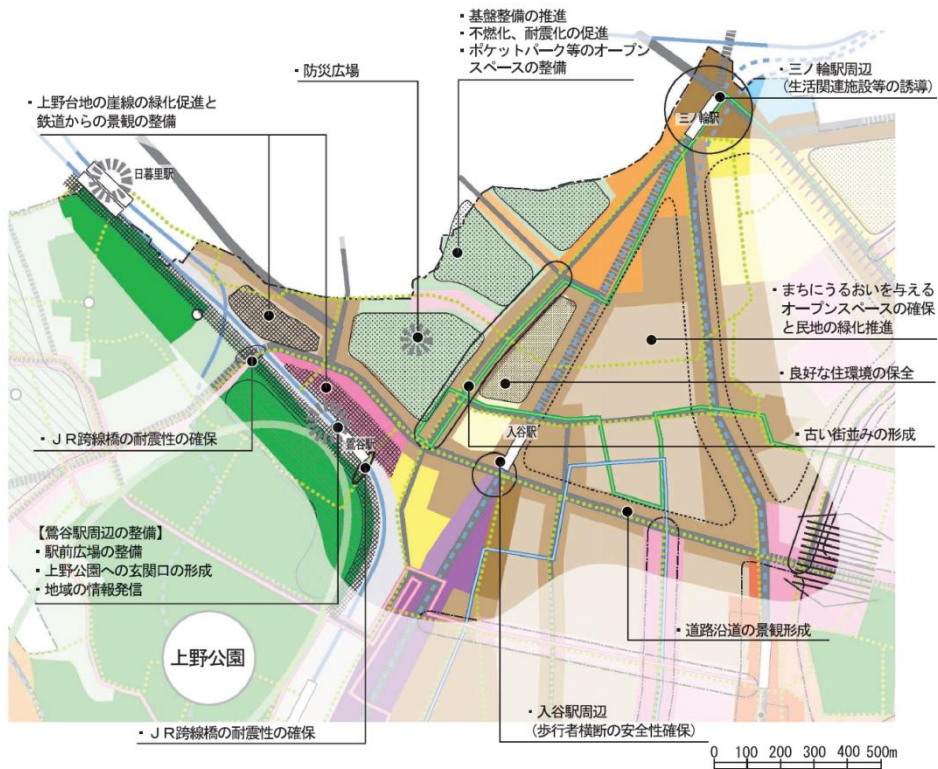 ・基盤整備の推進
・不燃化、耐震化の促進
・ポケットパーク等のオープン
スペースの整備
・防災広場
・三ノ輪駅周辺
(生活関連施設等の誘導)
・上野台地の崖線の緑化促進と
鉄道からの景観の整備
三ノ輪駅
日暮里駅
・まちにうるおいを与える
オープンスペースの確保
と民地の緑化推進
・良好な住環境の保全
・古い街並みの形成
・ＪＲ跨線橋の耐震性の確保
鶯谷駅
入谷駅
【鶯谷駅周辺の整備】
・駅前広場の整備
・上野公園への玄関口の形成
・地域の情報発信
・道路沿道の景観形成
上野公園
・入谷駅周辺
(歩行者横断の安全性確保)
・ＪＲ跨線橋の耐震性の確保
0 100 200 300 400 500m